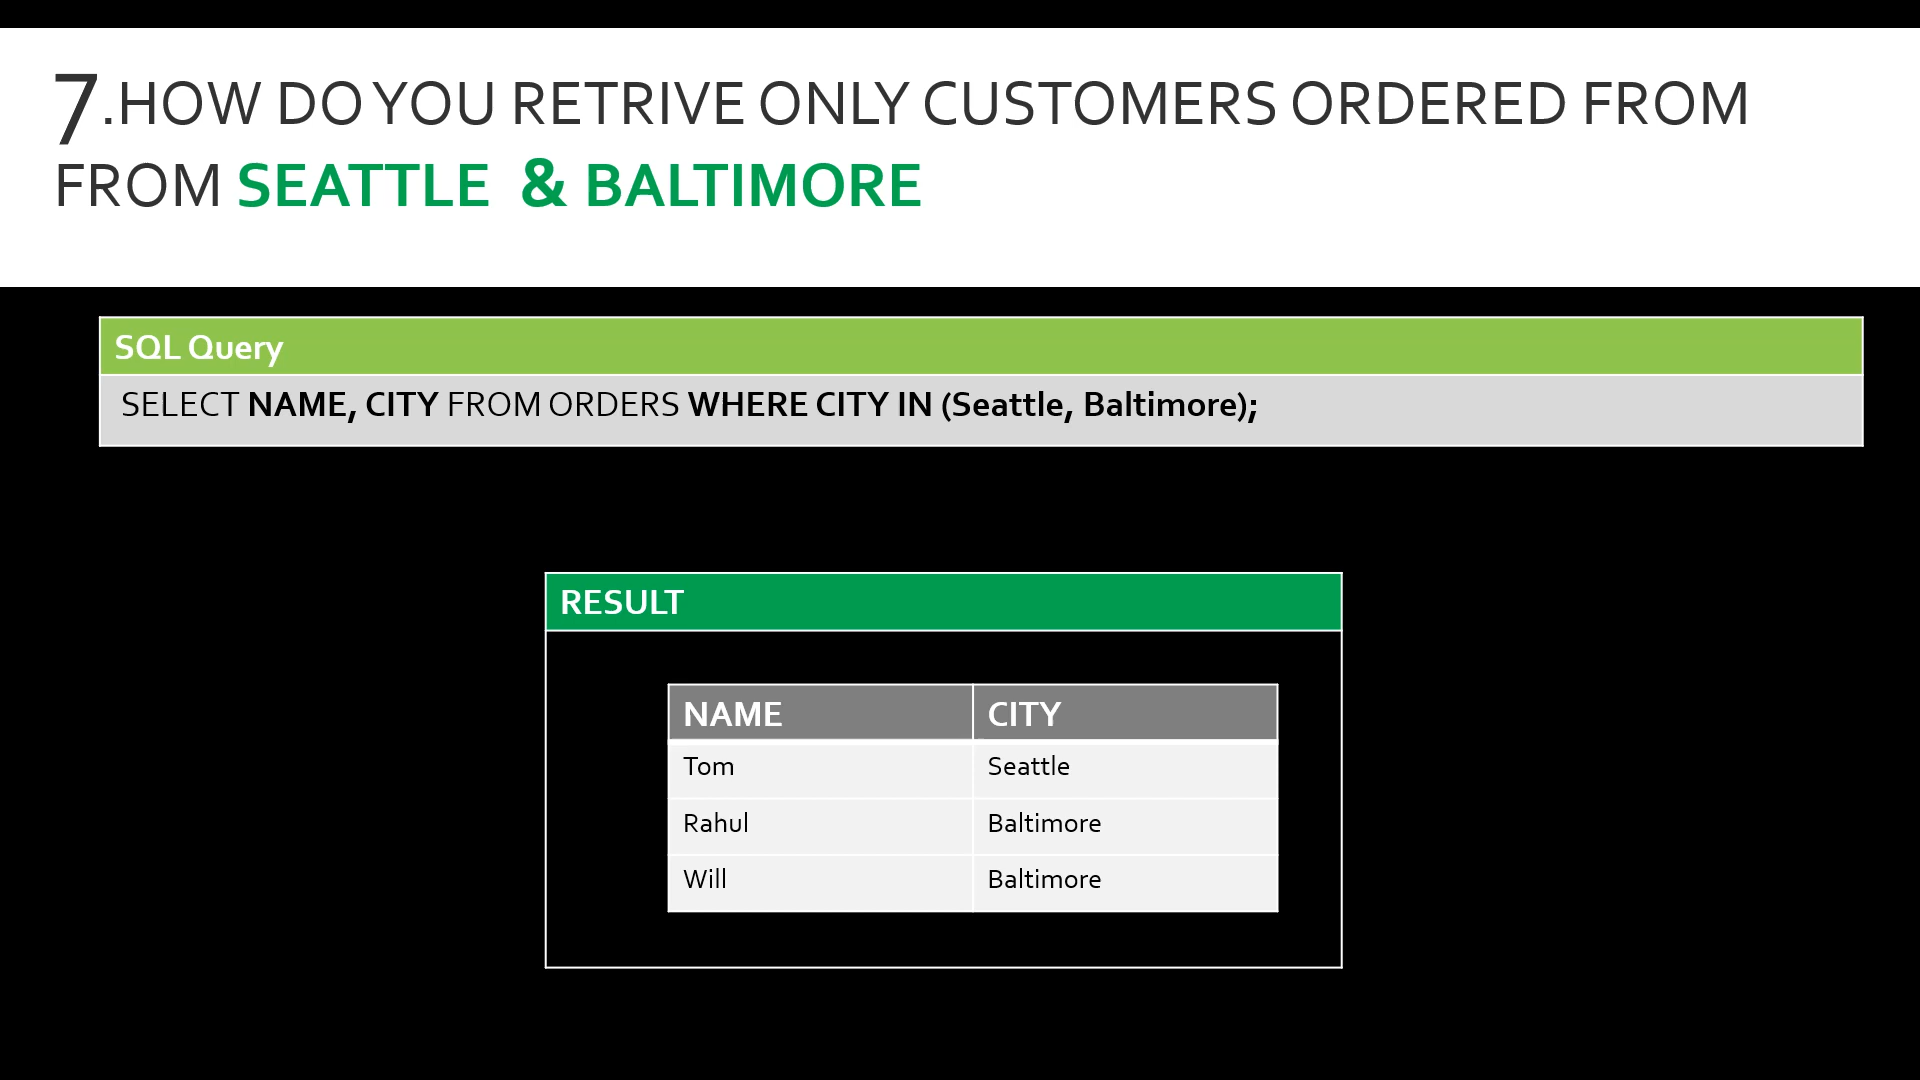 7.HOW DO YOU RETRIVE ONLY CUSTOMERS ORDERED FROM
FROM SEATTLE & BALTIMORE
SQL Query
SELECT NAME, CITY FROM ORDERS WHERE CITY IN (Seattle, Baltimore);
RESULT
NAME CITY
Tom Seattle
Rahul Baltimore
Will Baltimore